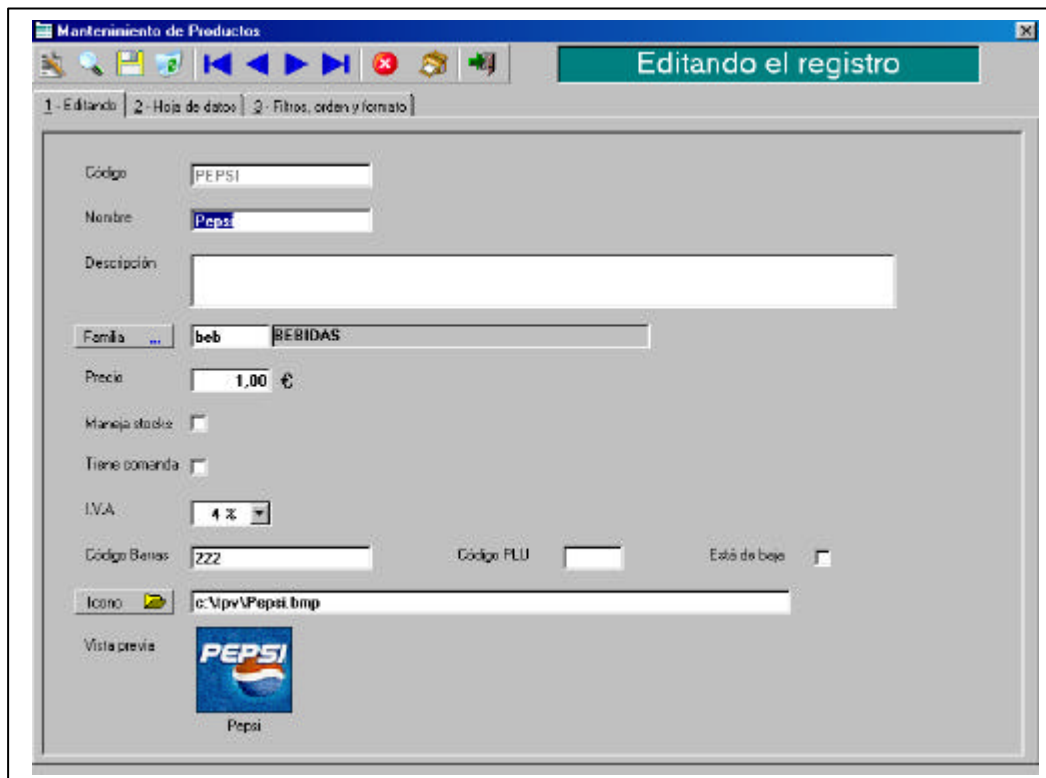 Mantenimiento de Productos
Editando el registro
1 - Editando 2 - Hoja de datos 3 - Filtros, orden y formato
Código PEPSI
Nombre Pepsi
Descripción
Familia ... beb BEBIDAS
Precio 1,00 €
Maneja stocks
Tiene comanda
I.V.A 4 %
Código Barras 222 Código PLU Está de baja
Icono c:\tpv\Pepsi.bmp
Vista previa
PEPSI
Pepsi